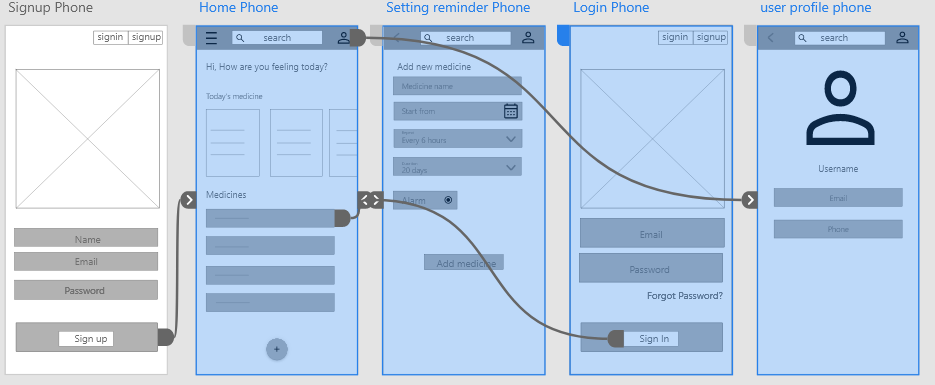 Signup Phone
signin signup
Name
Email
Password
Sign up
Home Phone
search
Hi, How are you feeling today?
Today's medicine
Medicines
+
Setting reminder Phone
search
Add new medicine
Medicine name
Start from
Every 6 hours
20 days
Alarm
Add medicine
Login Phone
signin signup
Email
Password
Forgot Password?
Sign In
user profile phone
search
Username
Email
Phone